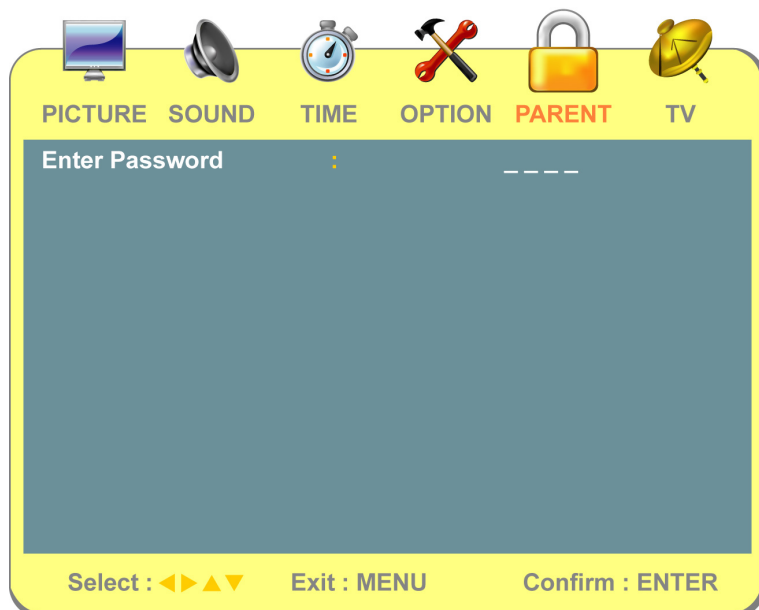 PICTURE SOUND TIME OPTION PARENT TV
Enter Password : _ _ _ _
Select : ◀▶▲▼ Exit : MENU Confirm : ENTER